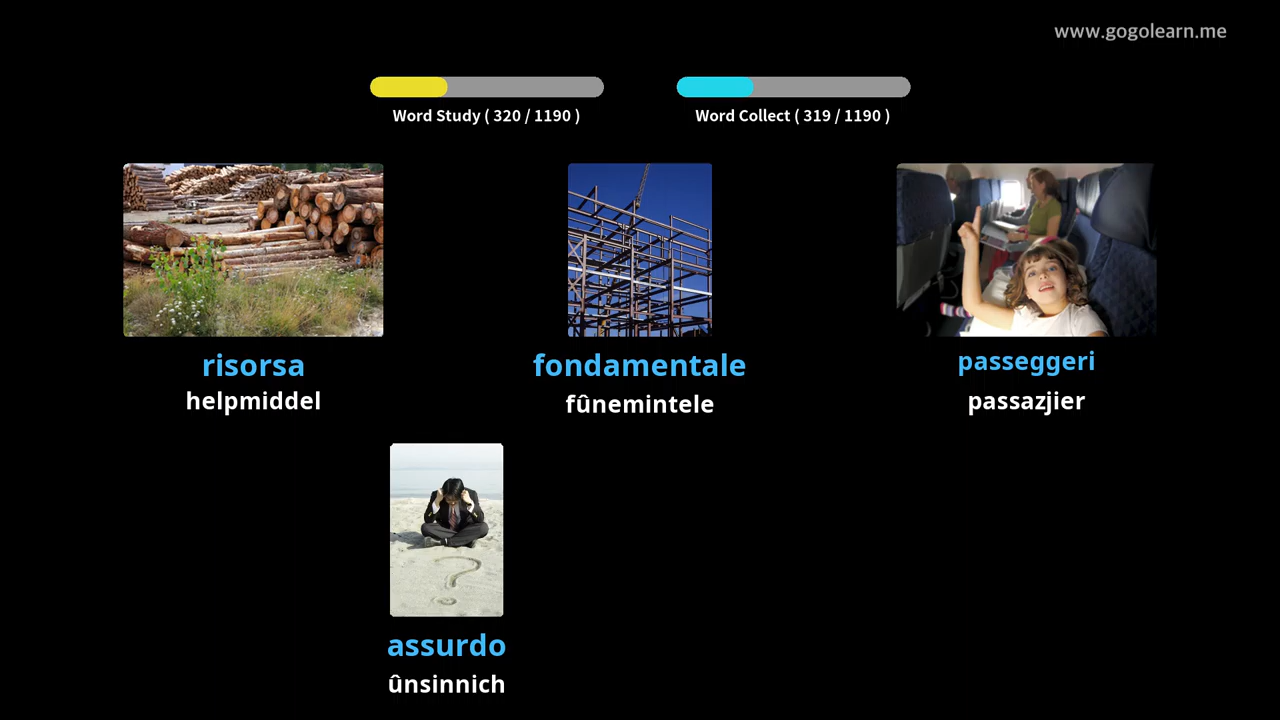 www.gogolearn.me
Word Study ( 320 / 1190 )
Word Collect ( 319 / 1190 )
risorsa
helpmiddel
fondamentale
fûnemintele
passeggeri
passazjier
assurdo
ûnsinnich